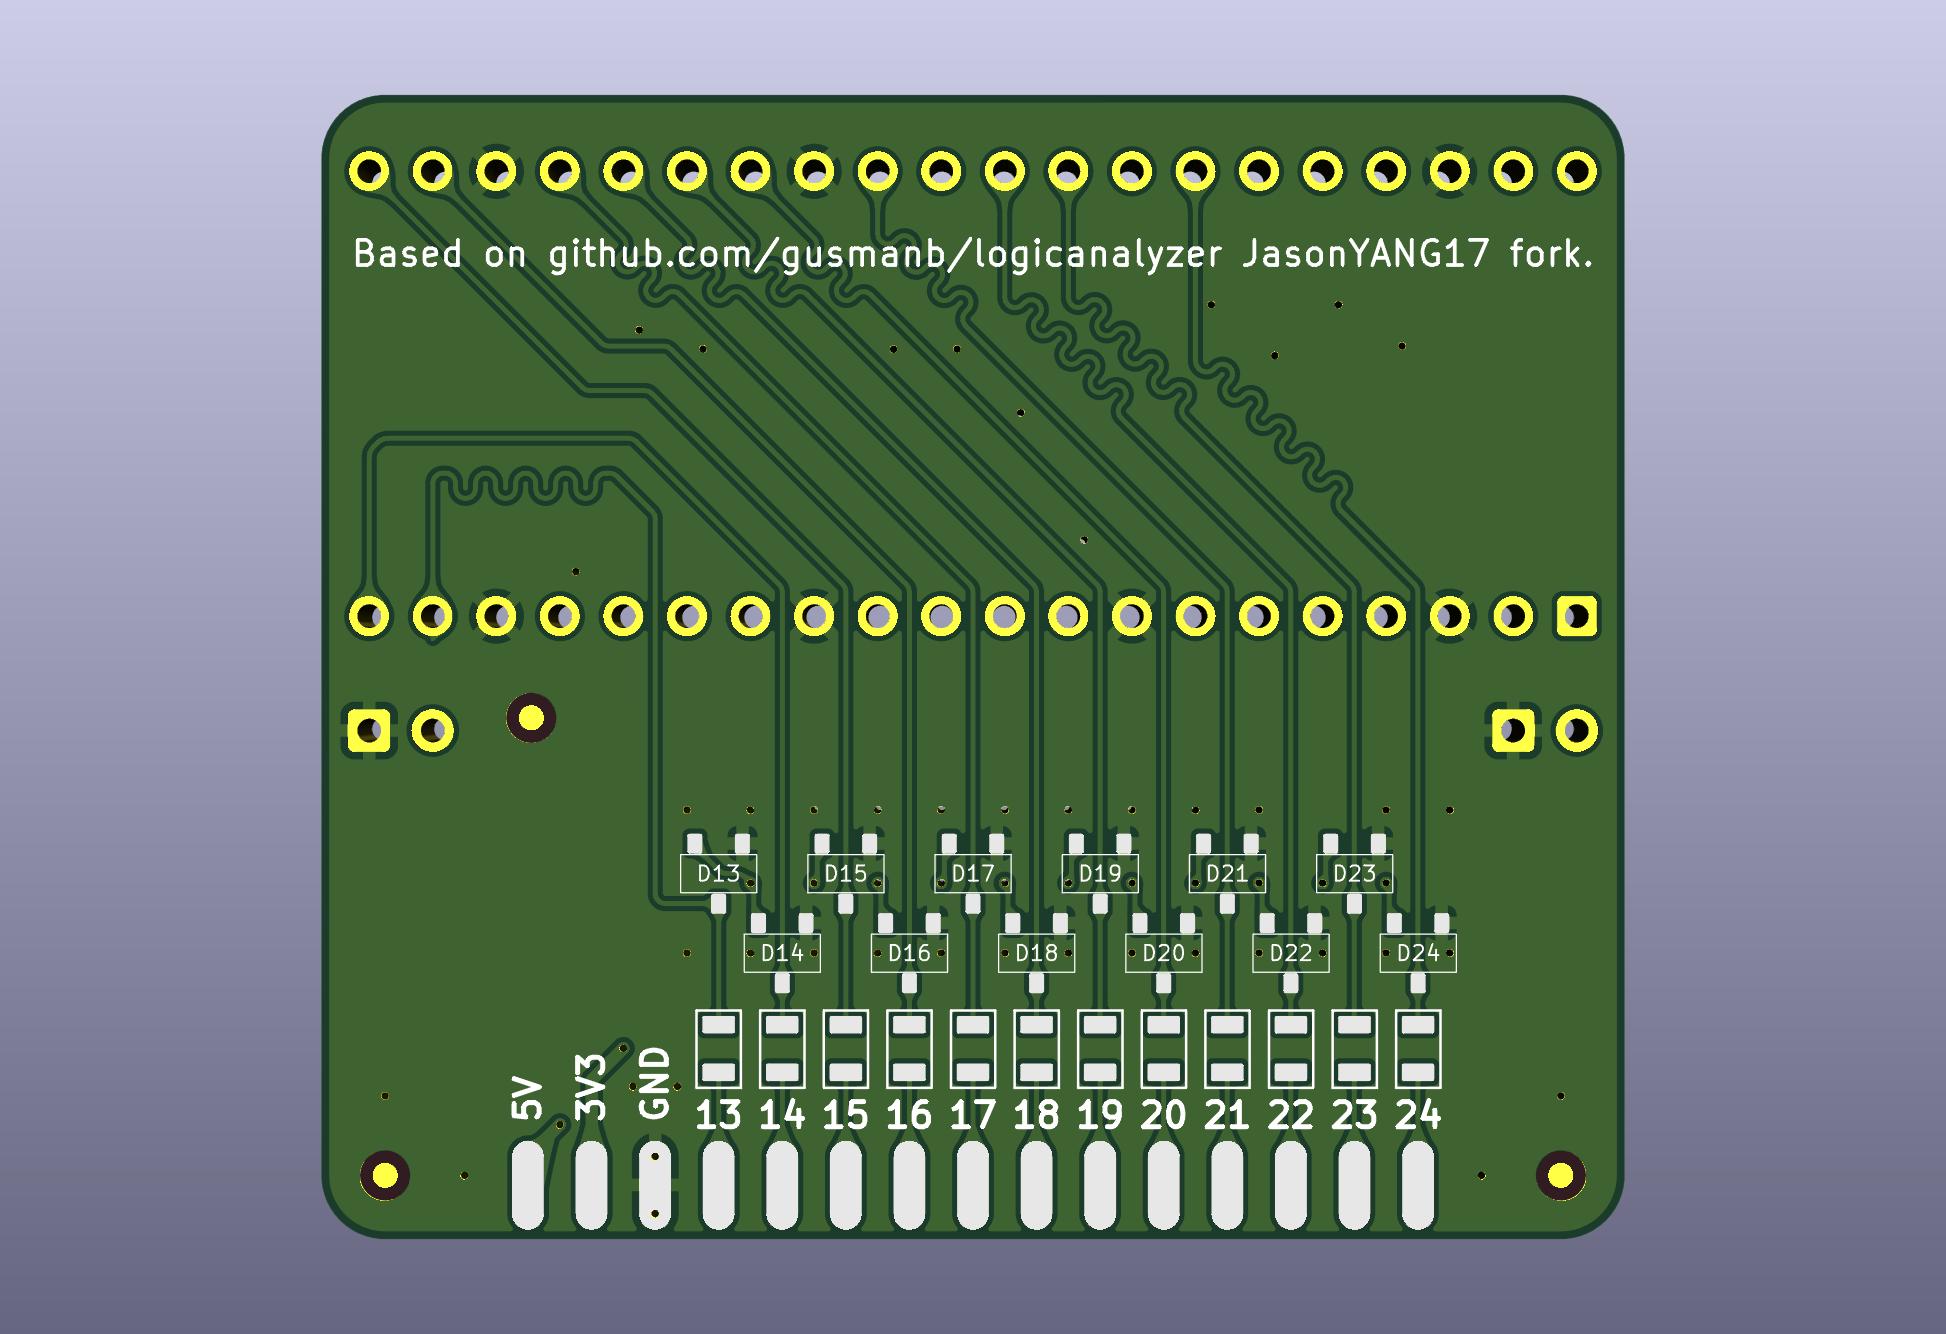 Based on github.com/gusmanb/logicanalyzer JasonYANG17 fork.
D13 D15 D17 D19 D21 D23
D14 D16 D18 D20 D22 D24
5V 3V3 GND 13 14 15 16 17 18 19 20 21 22 23 24